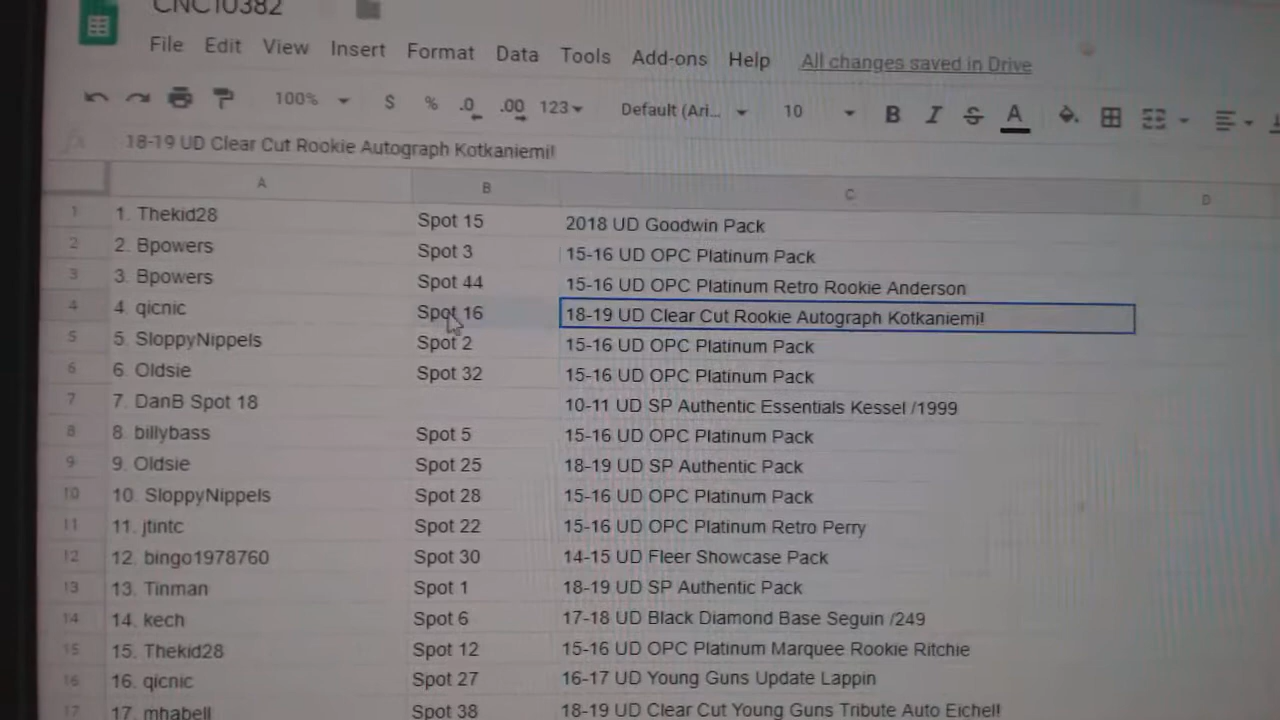 CNC10382
File Edit View Insert Format Data Tools Add-ons Help All changes saved in Drive
100% $ % .0 .00 123 Default (Ari... 10 B I S A
fx 18-19 UD Clear Cut Rookie Autograph Kotkaniemi!
A B C D
1 1. Thekid28 Spot 15 2018 UD Goodwin Pack
2 2. Bpowers Spot 3 15-16 UD OPC Platinum Pack
3 3. Bpowers Spot 44 15-16 UD OPC Platinum Retro Rookie Anderson
4 4. qicnic Spot 16 18-19 UD Clear Cut Rookie Autograph Kotkaniemi!
5 5. SloppyNippels Spot 2 15-16 UD OPC Platinum Pack
6 6. Oldsie Spot 32 15-16 UD OPC Platinum Pack
7 7. DanB Spot 18 10-11 UD SP Authentic Essentials Kessel /1999
8 8. billybass Spot 5 15-16 UD OPC Platinum Pack
9 9. Oldsie Spot 25 18-19 UD SP Authentic Pack
10 10. SloppyNippels Spot 28 15-16 UD OPC Platinum Pack
11 11. jtintc Spot 22 15-16 UD OPC Platinum Retro Perry
12 12. bingo1978760 Spot 30 14-15 UD Fleer Showcase Pack
13 13. Tinman Spot 1 18-19 UD SP Authentic Pack
14 14. kech Spot 6 17-18 UD Black Diamond Base Seguin /249
15 15. Thekid28 Spot 12 15-16 UD OPC Platinum Marquee Rookie Ritchie
16 16. qicnic Spot 27 16-17 UD Young Guns Update Lappin
17 17. mhabell Spot 38 18-19 UD Clear Cut Young Guns Tribute Auto Eichel!